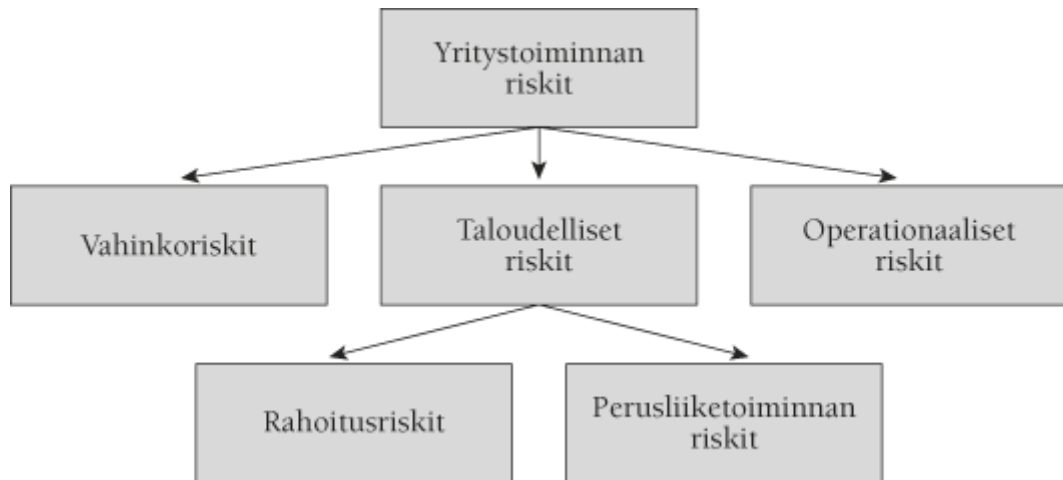 Yritystoiminnan
riskit
Vahinkoriskit
Taloudelliset
riskit
Operationaaliset
riskit
Rahoitusriskit
Perusliiketoiminnan
riskit